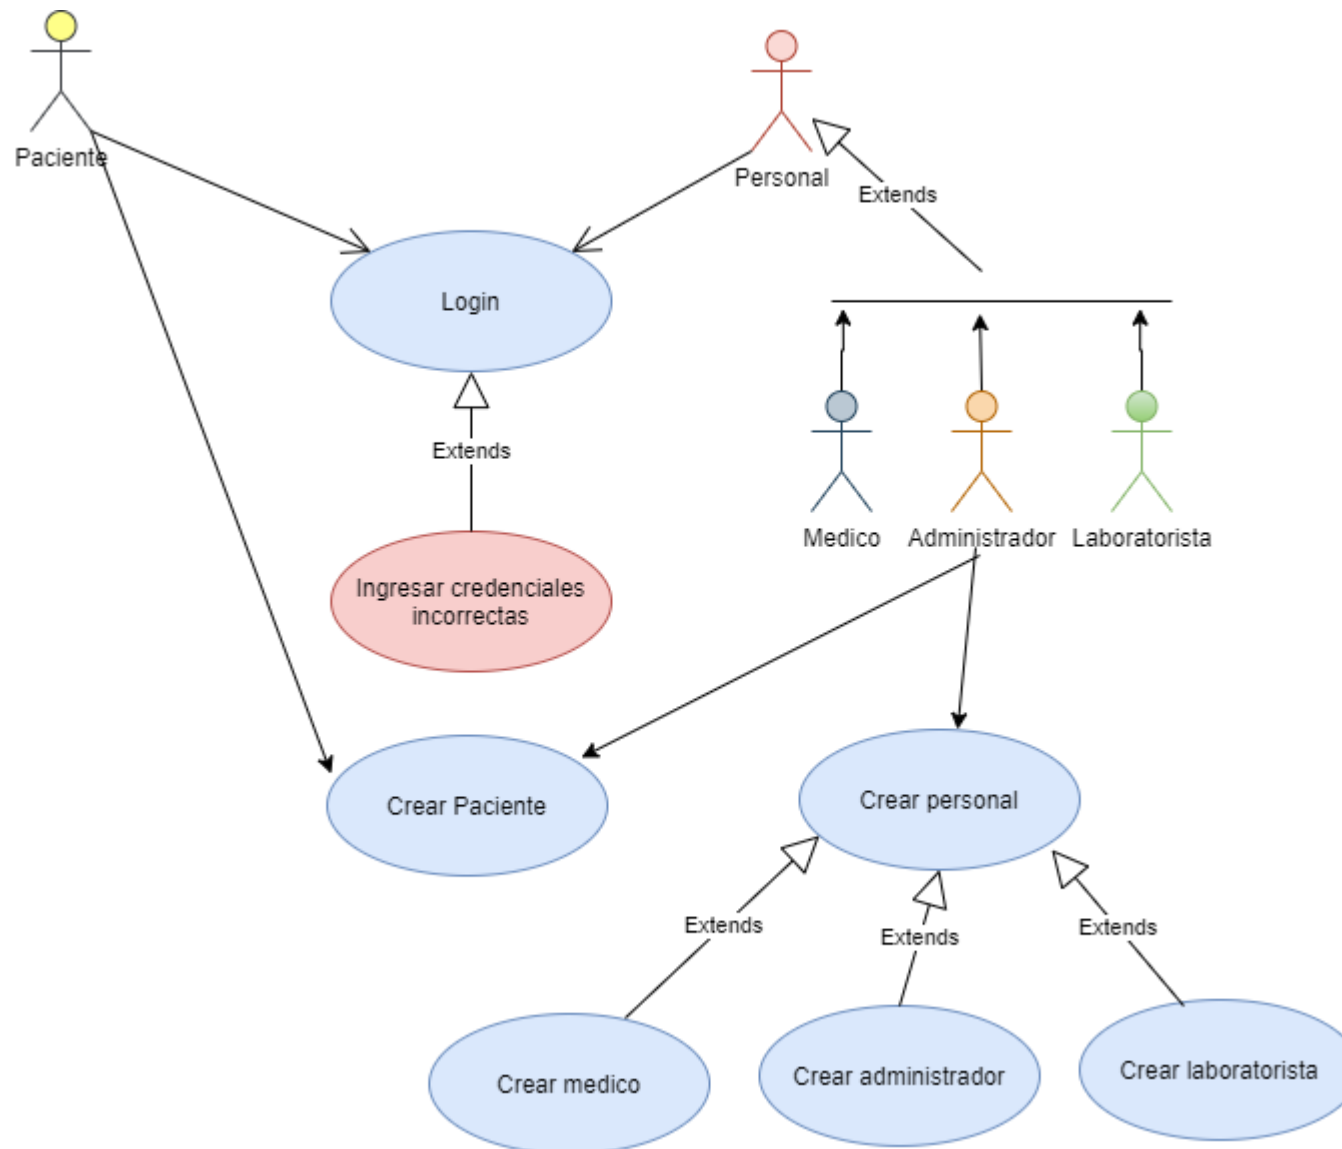 Paciente
Personal
Extends
Login
Extends
Medico
Administrador
Laboratorista
Ingresar credenciales
incorrectas
Crear Paciente
Crear personal
Extends
Extends
Extends
Crear medico
Crear administrador
Crear laboratorista